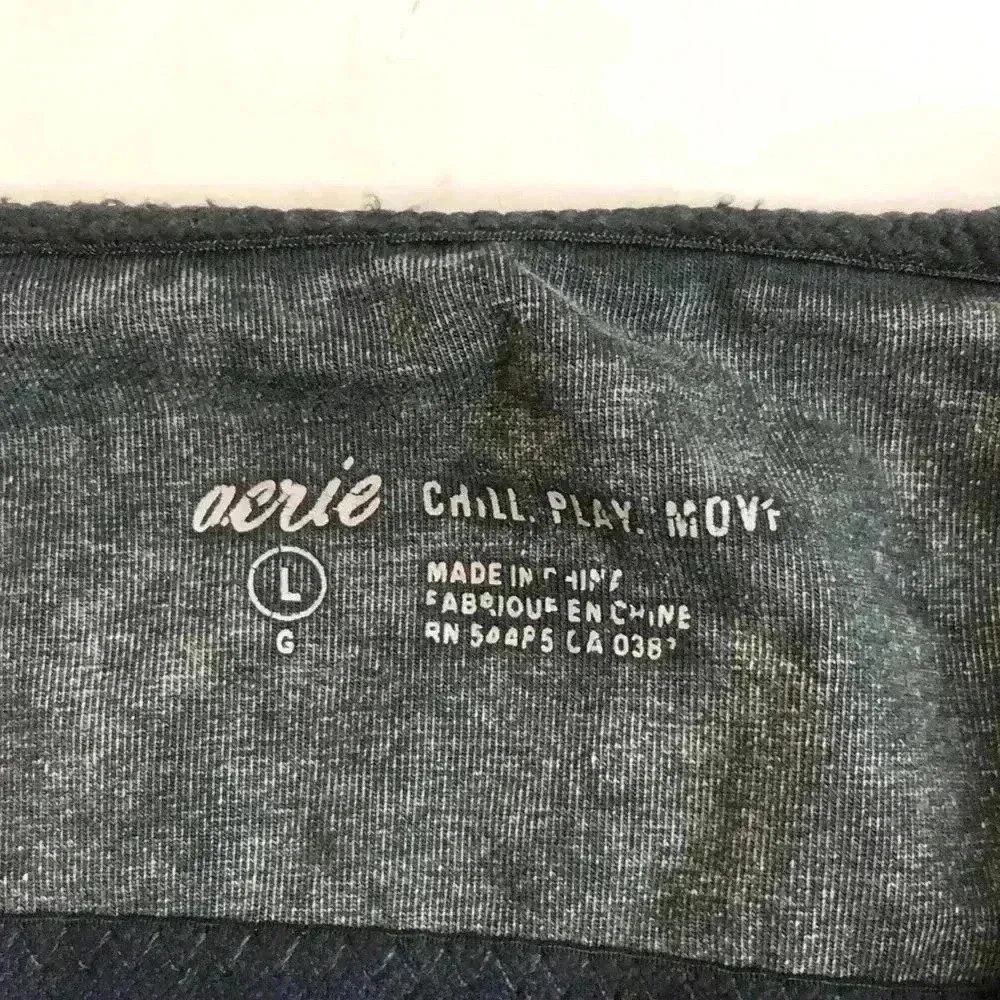 aerie CHILL. PLAY. MOVE
L
G
MADE IN CHINA
FABRIQUE EN CHINE
RN CA